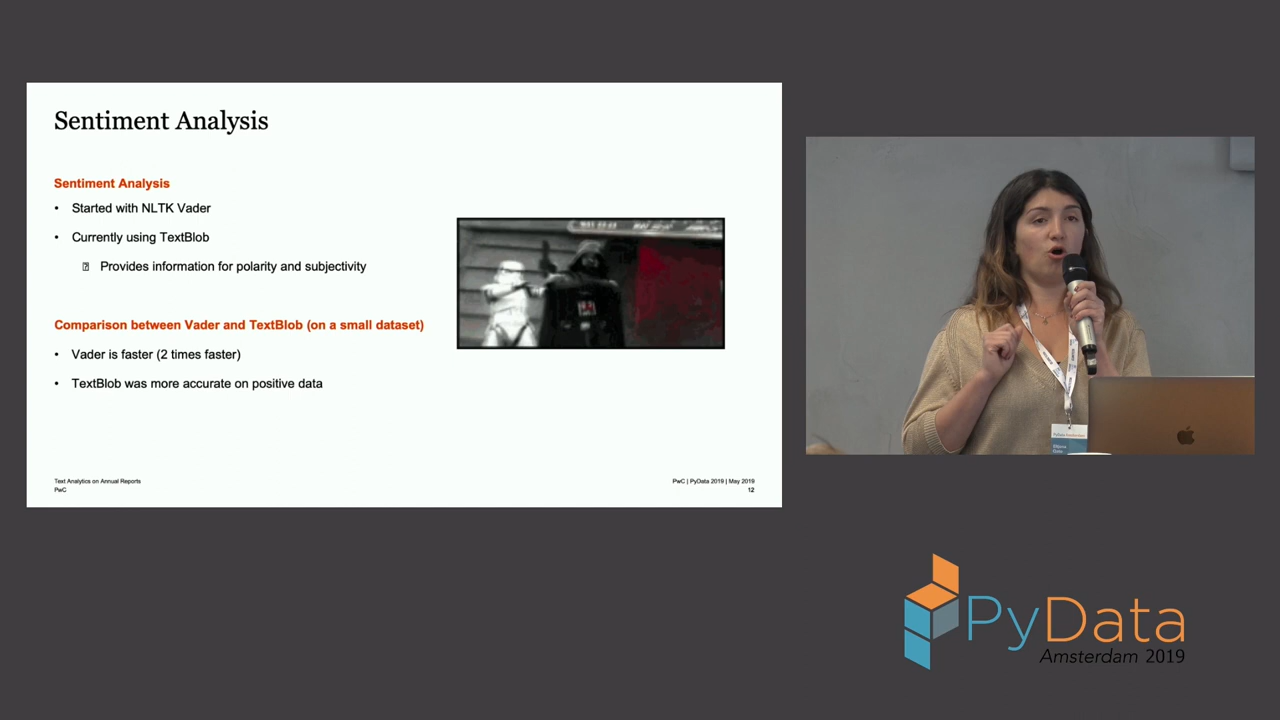 Sentiment Analysis
Sentiment Analysis
• Started with NLTK Vader
• Currently using TextBlob
Provides information for polarity and subjectivity
Comparison between Vader and TextBlob (on a small dataset)
• Vader is faster (2 times faster)
• TextBlob was more accurate on positive data
Text Analytics on Annual Reports
PwC
PwC | PyData 2019 | May 2019
12
PyData
Amsterdam 2019